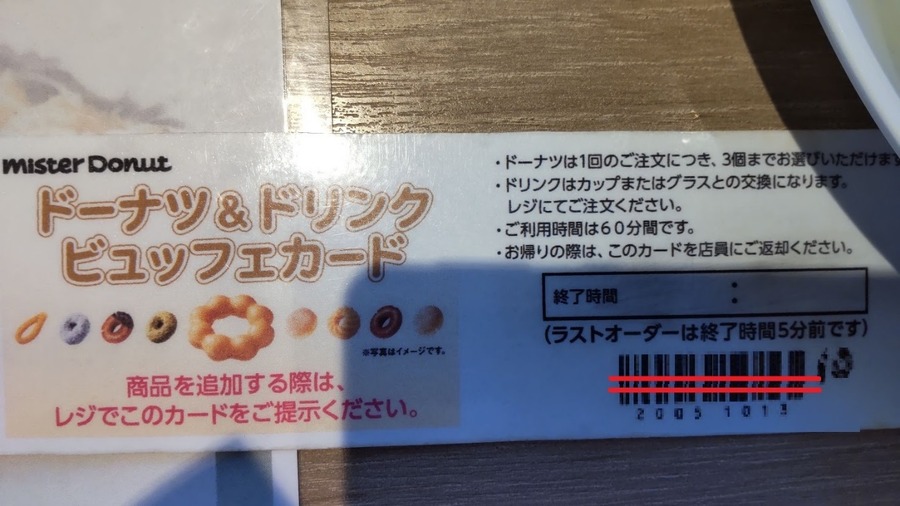 mister Donut
ドーナツ&ドリンク
ビュッフェカード
※写真はイメージです。
商品を追加する際は、
レジでこのカードをご提示ください。
・ドーナツは1回のご注文につき、3個までお選びいただけます
・ドリンクはカップまたはグラスとの交換になります。
レジにてご注文ください。
・ご利用時間は60分間です。
・お帰りの際は、このカードを店員にご返却ください。
終了時間 :
(ラストオーダーは終了時間5分前です)